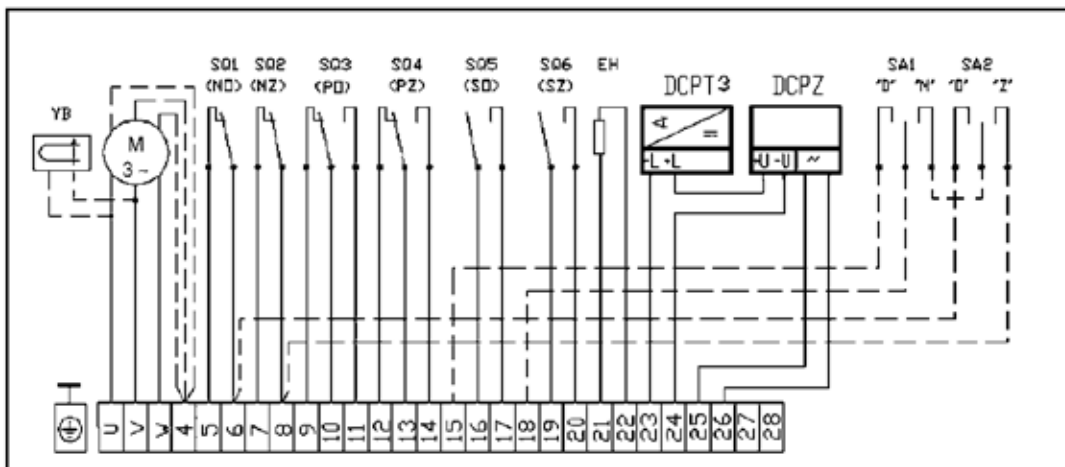 SQ1 SQ2 SQ3 SQ4 SQ5 SQ6 EH SA1 SA2
(NO) (NZ) (PO) (PZ) (SO) (SZ) DCPT3 DCPZ "D" "M" "O" "Z"
YB
M
3~
A =
-L +L +U -U ~
U V W 4 5 6 7 8 9 10 11 12 13 14 15 16 17 18 19 20 21 22 23 24 25 26 27 28